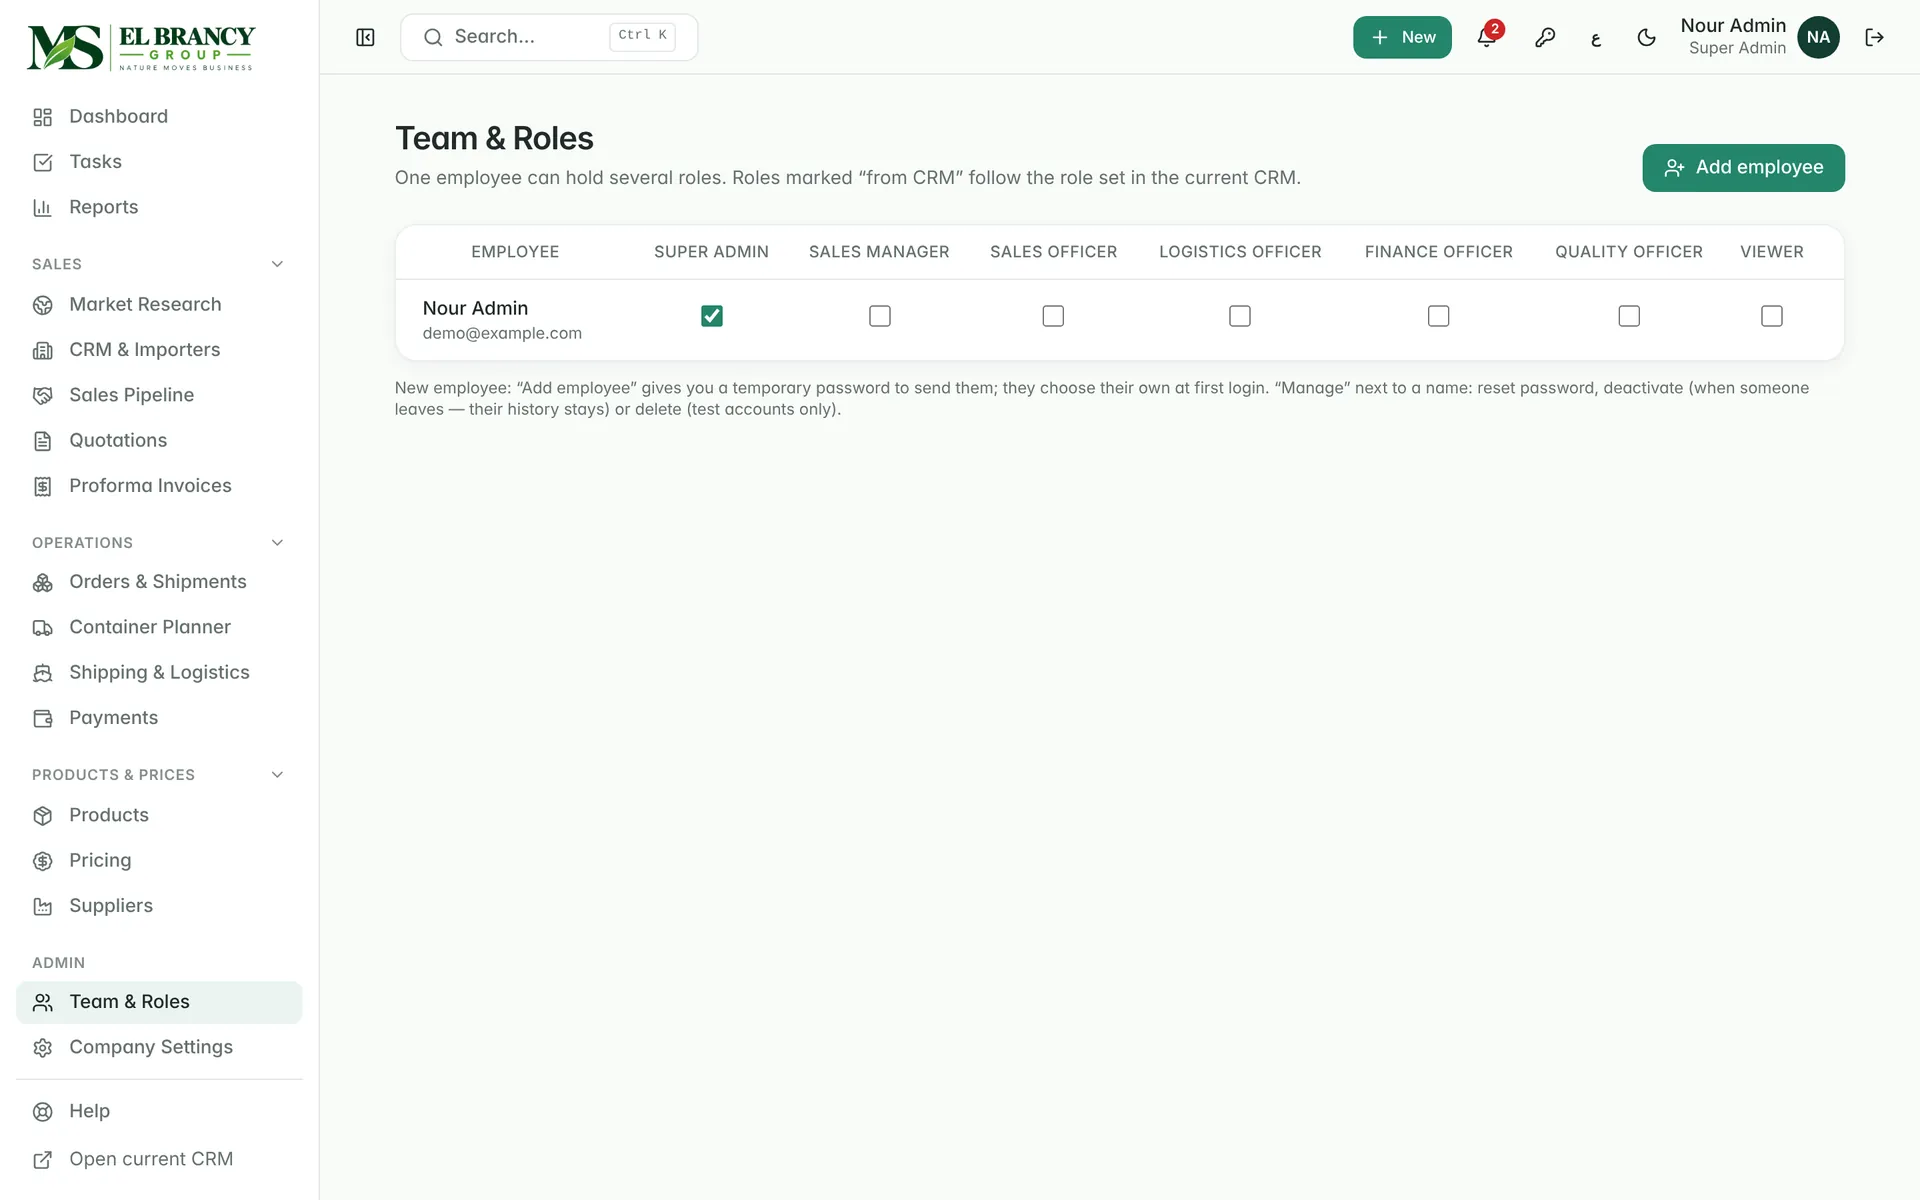 MS EL BRANCY
GROUP
NATURE MOVES BUSINESS
Search...
Ctrl K
New
2
ع
Nour Admin
Super Admin
NA
Dashboard
Tasks
Reports
SALES
Market Research
CRM & Importers
Sales Pipeline
Quotations
Proforma Invoices
OPERATIONS
Orders & Shipments
Container Planner
Shipping & Logistics
Payments
PRODUCTS & PRICES
Products
Pricing
Suppliers
ADMIN
Team & Roles
Company Settings
Help
Open current CRM
Team & Roles
One employee can hold several roles. Roles marked “from CRM” follow the role set in the current CRM.
Add employee
EMPLOYEE SUPER ADMIN SALES MANAGER SALES OFFICER LOGISTICS OFFICER FINANCE OFFICER QUALITY OFFICER VIEWER
Nour Admin
demo@example.com
New employee: “Add employee” gives you a temporary password to send them; they choose their own at first login. “Manage” next to a name: reset password, deactivate (when someone
leaves — their history stays) or delete (test accounts only).